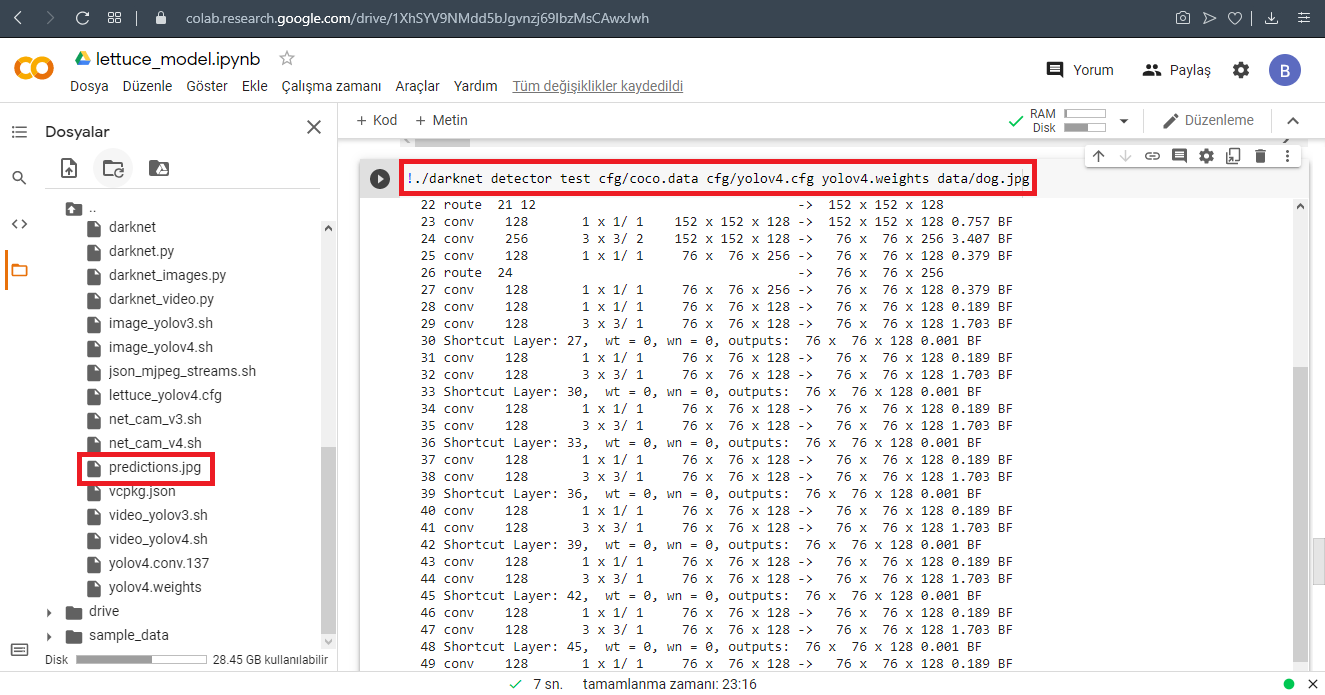 colab.research.google.com/drive/1XhSYV9NMdd5bJgvnzj69IbzMsCAwxJwh
lettuce_model.ipynb
Dosya Düzenle Göster Ekle Çalışma zamanı Araçlar Yardım Tüm değişiklikler kaydedildi
Yorum Paylaş B
Dosyalar
+ Kod + Metin
RAM
Disk
Düzenleme
..
darknet
darknet.py
darknet_images.py
darknet_video.py
image_yolov3.sh
image_yolov4.sh
json_mjpeg_streams.sh
lettuce_yolov4.cfg
net_cam_v3.sh
net_cam_v4.sh
predictions.jpg
vcpkg.json
video_yolov3.sh
video_yolov4.sh
yolov4.conv.137
yolov4.weights
drive
sample_data
Disk 28.45 GB kullanılabilir
!./darknet detector test cfg/coco.data cfg/yolov4.cfg yolov4.weights data/dog.jpg
22 route 21 12 -> 152 x 152 x 128
23 conv 128 1 x 1/ 1 152 x 152 x 128 -> 152 x 152 x 128 0.757 BF
24 conv 256 3 x 3/ 2 152 x 152 x 128 -> 76 x 76 x 256 3.407 BF
25 conv 128 1 x 1/ 1 76 x 76 x 256 -> 76 x 76 x 128 0.379 BF
26 route 24 -> 76 x 76 x 256
27 conv 128 1 x 1/ 1 76 x 76 x 256 -> 76 x 76 x 128 0.379 BF
28 conv 128 1 x 1/ 1 76 x 76 x 128 -> 76 x 76 x 128 0.189 BF
29 conv 128 3 x 3/ 1 76 x 76 x 128 -> 76 x 76 x 128 1.703 BF
30 Shortcut Layer: 27, wt = 0, wn = 0, outputs: 76 x 76 x 128 0.001 BF
31 conv 128 1 x 1/ 1 76 x 76 x 128 -> 76 x 76 x 128 0.189 BF
32 conv 128 3 x 3/ 1 76 x 76 x 128 -> 76 x 76 x 128 1.703 BF
33 Shortcut Layer: 30, wt = 0, wn = 0, outputs: 76 x 76 x 128 0.001 BF
34 conv 128 1 x 1/ 1 76 x 76 x 128 -> 76 x 76 x 128 0.189 BF
35 conv 128 3 x 3/ 1 76 x 76 x 128 -> 76 x 76 x 128 1.703 BF
36 Shortcut Layer: 33, wt = 0, wn = 0, outputs: 76 x 76 x 128 0.001 BF
37 conv 128 1 x 1/ 1 76 x 76 x 128 -> 76 x 76 x 128 0.189 BF
38 conv 128 3 x 3/ 1 76 x 76 x 128 -> 76 x 76 x 128 1.703 BF
39 Shortcut Layer: 36, wt = 0, wn = 0, outputs: 76 x 76 x 128 0.001 BF
40 conv 128 1 x 1/ 1 76 x 76 x 128 -> 76 x 76 x 128 0.189 BF
41 conv 128 3 x 3/ 1 76 x 76 x 128 -> 76 x 76 x 128 1.703 BF
42 Shortcut Layer: 39, wt = 0, wn = 0, outputs: 76 x 76 x 128 0.001 BF
43 conv 128 1 x 1/ 1 76 x 76 x 128 -> 76 x 76 x 128 0.189 BF
44 conv 128 3 x 3/ 1 76 x 76 x 128 -> 76 x 76 x 128 1.703 BF
45 Shortcut Layer: 42, wt = 0, wn = 0, outputs: 76 x 76 x 128 0.001 BF
46 conv 128 1 x 1/ 1 76 x 76 x 128 -> 76 x 76 x 128 0.189 BF
47 conv 128 3 x 3/ 1 76 x 76 x 128 -> 76 x 76 x 128 1.703 BF
48 Shortcut Layer: 45, wt = 0, wn = 0, outputs: 76 x 76 x 128 0.001 BF
49 conv 128 1 x 1/ 1 76 x 76 x 128 -> 76 x 76 x 128 0.189 BF
7 sn. tamamlanma zamanı: 23:16